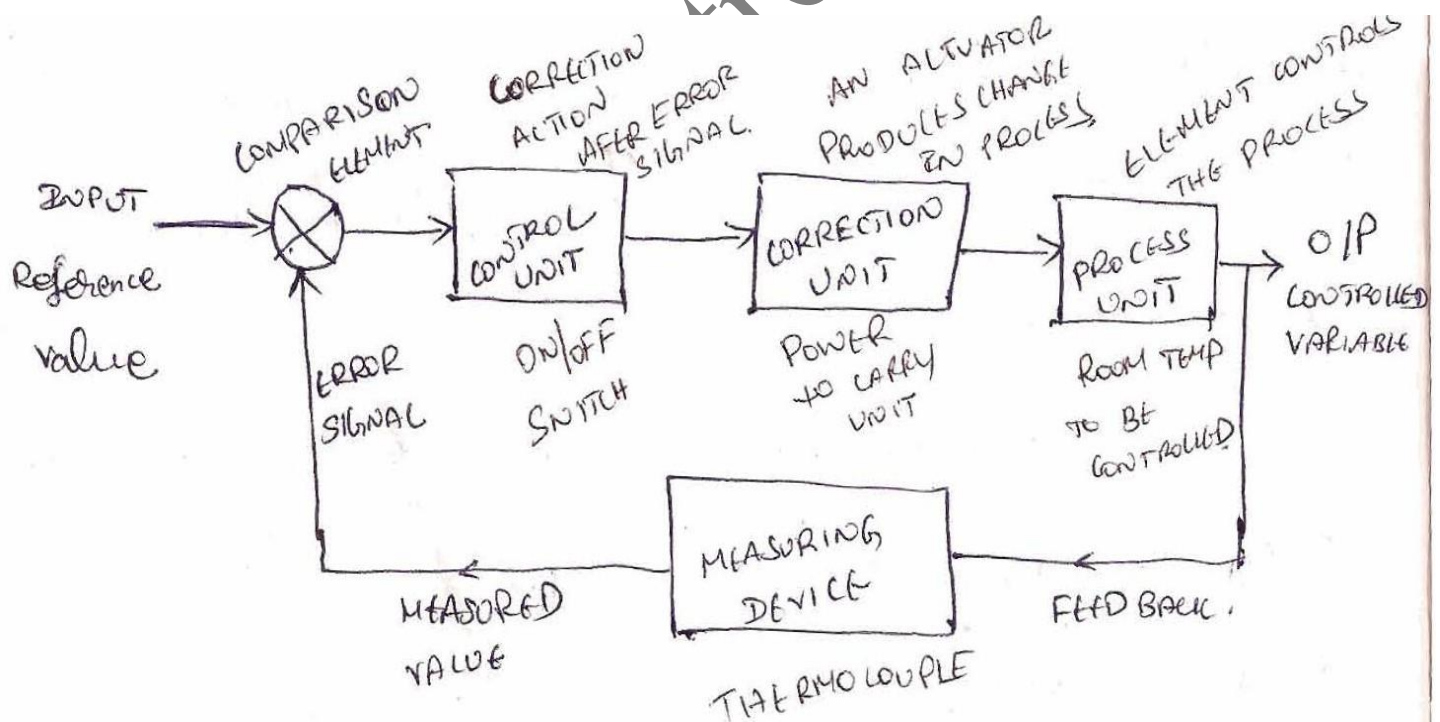 COMPARISON
ELEMENT
CORRECTION
ACTION
AFTER ERROR
SIGNAL.
AN ACTUATOR
PRODUCES CHANGE
IN PROCESS
ELEMENT CONTROLS
THE PROCESS
INPUT
Reference
value
CONTROL
UNIT
CORRECTION
UNIT
PROCESS
UNIT
O/P
CONTROLLED
VARIABLE
ERROR
SIGNAL
ON/OFF
SWITCH
POWER
TO CARRY
UNIT
ROOM TEMP
TO BE
CONTROLLED
MEASURING
DEVICE
MEASURED
VALUE
FEED BACK.
THERMOCOUPLE